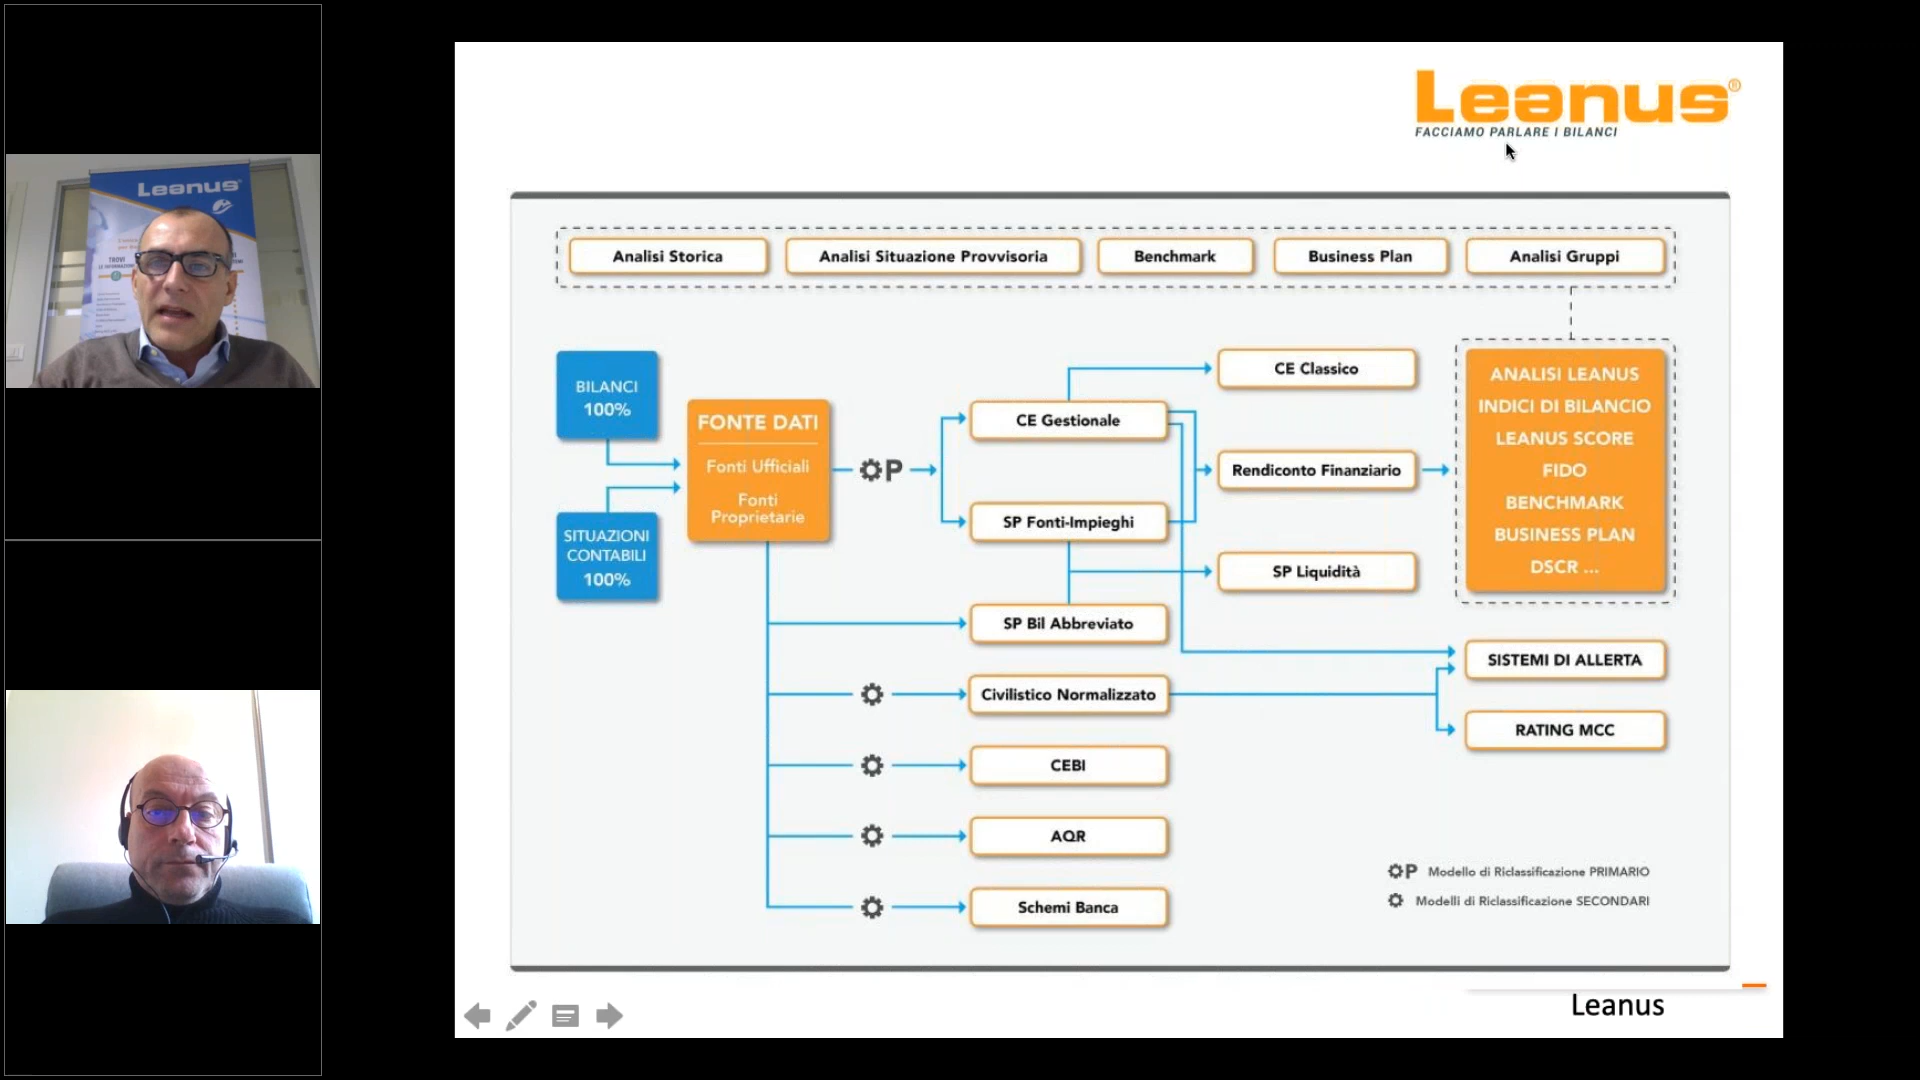 Leanus
TROVI
Leanus®
FACCIAMO PARLARE I BILANCI
Analisi Storica
Analisi Situazione Provvisoria
Benchmark
Business Plan
Analisi Gruppi
BILANCI
100%
SITUAZIONI
CONTABILI
100%
FONTE DATI
Fonti Ufficiali
Fonti
Proprietarie
P
CE Gestionale
SP Fonti-Impieghi
SP Bil Abbreviato
Civilistico Normalizzato
CEBI
AQR
Schemi Banca
CE Classico
Rendiconto Finanziario
SP Liquidità
ANALISI LEANUS
INDICI DI BILANCIO
LEANUS SCORE
FIDO
BENCHMARK
BUSINESS PLAN
DSCR ...
SISTEMI DI ALLERTA
RATING MCC
P Modello di Riclassificazione PRIMARIO
Modelli di Riclassificazione SECONDARI
Leanus